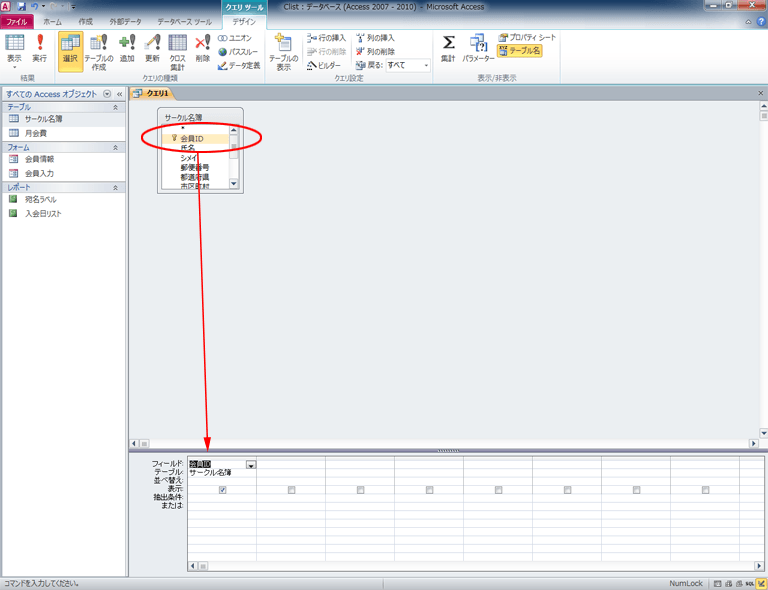 クエリ ツール
Clist : データベース (Access 2007 - 2010) - Microsoft Access
ファイル ホーム 作成 外部データ データベース ツール デザイン
表示 実行 選択 テーブルの作成 追加 更新 クロス集計 削除
ユニオン
パススルー
データ定義
テーブルの表示
行の挿入
行の削除
ビルダー
列の挿入
列の削除
戻る: すべて
集計 パラメーター
プロパティ シート
テーブル名
結果 クエリの種類 クエリ設定 表示/非表示
すべての Access オブジェクト
テーブル
サークル名簿
月会費
フォーム
会員情報
会員入力
レポート
宛名ラベル
入会日リスト
クエリ1
サークル名簿
*
会員ID
氏名
シメイ
郵便番号
都道府県
市区町村
フィールド: 会員ID
テーブル: サークル名簿
並べ替え:
表示:
抽出条件:
または:
コマンドを入力してください。
NumLock
SQL